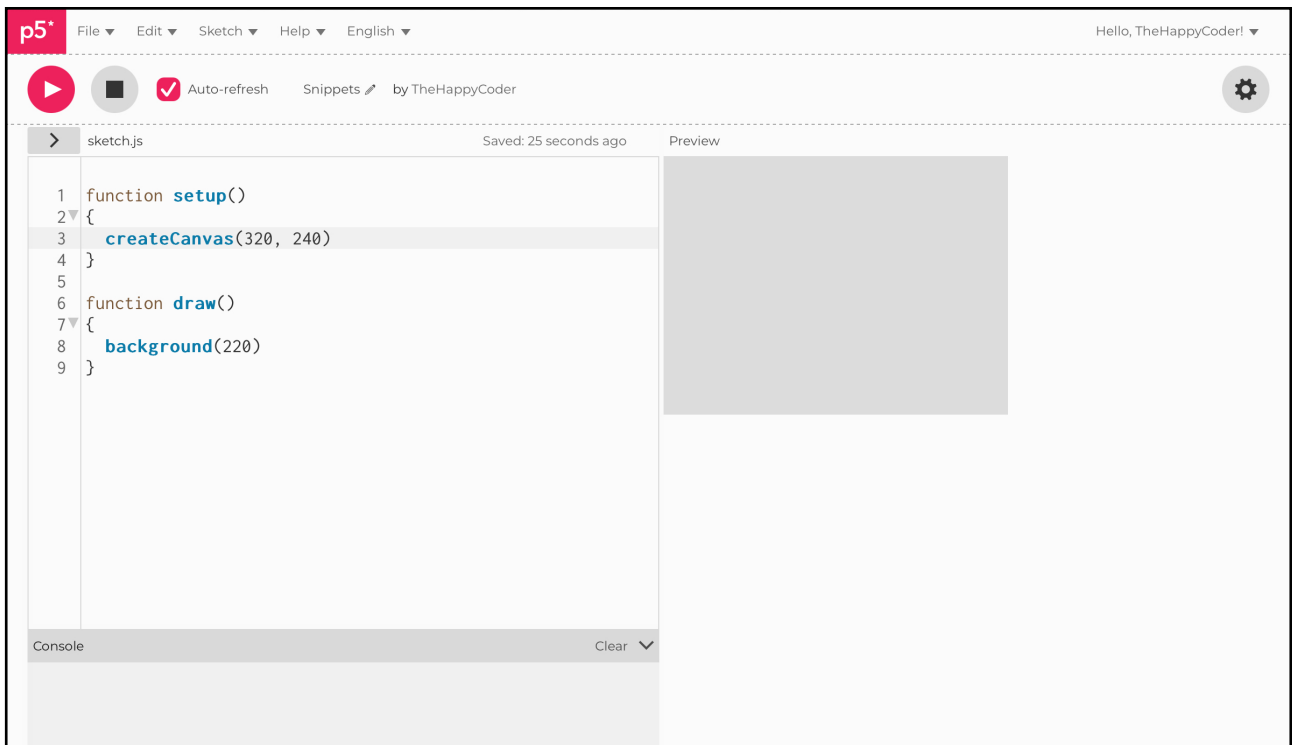 p5* File Edit Sketch Help English Hello, TheHappyCoder!
Auto-refresh Snippets by TheHappyCoder
sketch.js Saved: 25 seconds ago Preview
1 function setup()
2 {
3 createCanvas(320, 240)
4 }
5
6 function draw()
7 {
8 background(220)
9 }
Console Clear